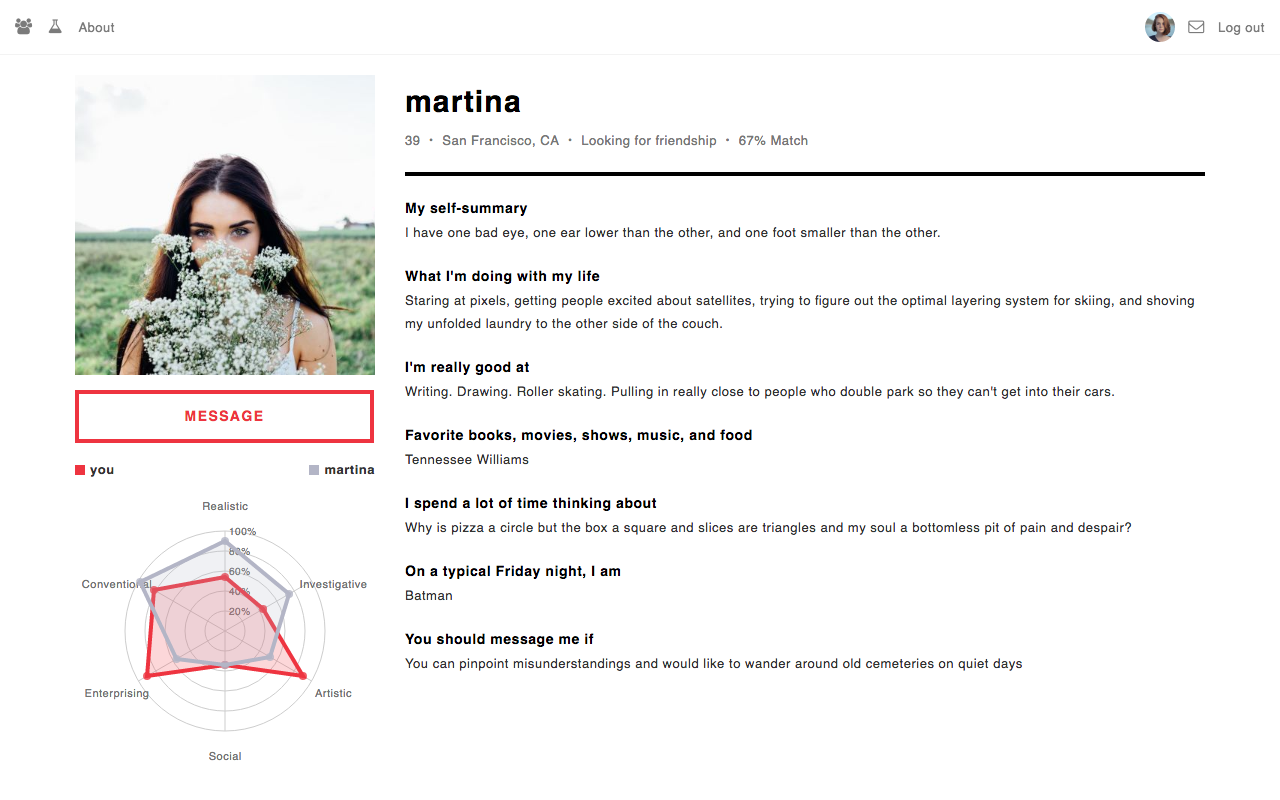 About
Log out
martina
39 • San Francisco, CA • Looking for friendship • 67% Match
My self-summary
I have one bad eye, one ear lower than the other, and one foot smaller than the other.
What I'm doing with my life
Staring at pixels, getting people excited about satellites, trying to figure out the optimal layering system for skiing, and shoving
my unfolded laundry to the other side of the couch.
I'm really good at
Writing. Drawing. Roller skating. Pulling in really close to people who double park so they can't get into their cars.
Favorite books, movies, shows, music, and food
Tennessee Williams
I spend a lot of time thinking about
Why is pizza a circle but the box a square and slices are triangles and my soul a bottomless pit of pain and despair?
On a typical Friday night, I am
Batman
You should message me if
You can pinpoint misunderstandings and would like to wander around old cemeteries on quiet days
MESSAGE
you
martina
Realistic
100%
80%
60%
40%
20%
Conventional
Investigative
Enterprising
Artistic
Social